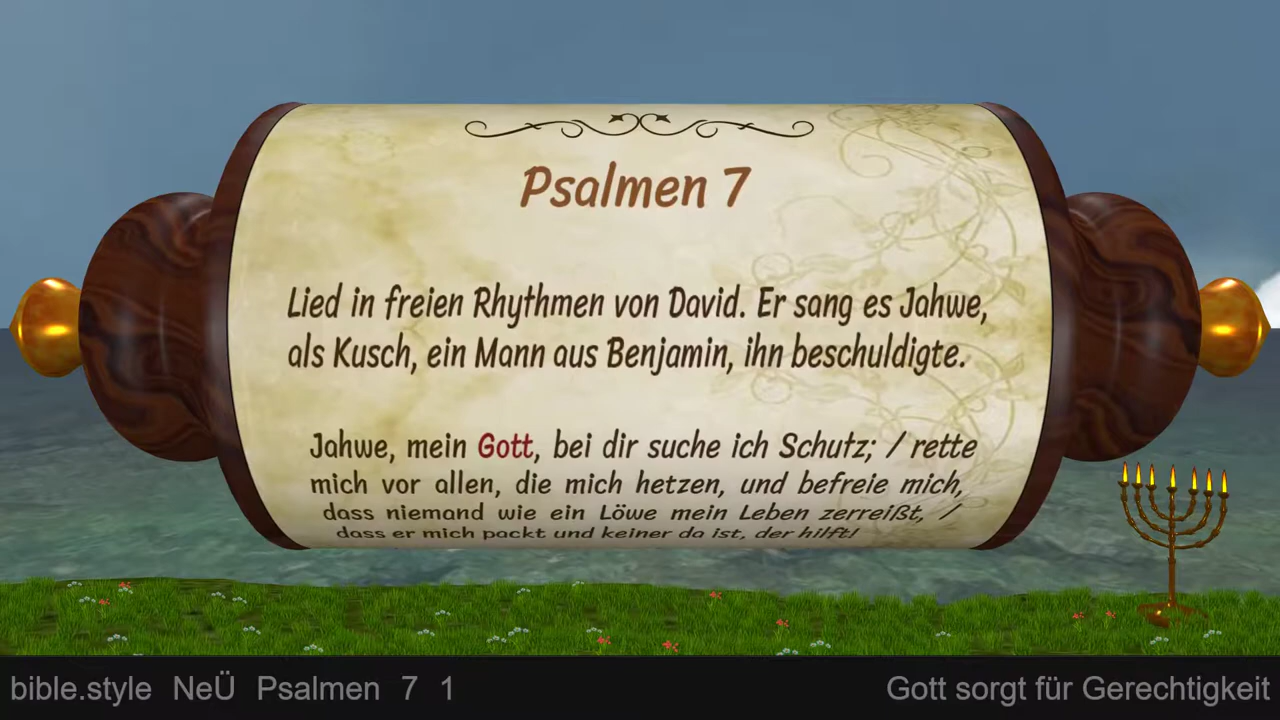 Psalmen 7
Lied in freien Rhythmen von David. Er sang es Jahwe,
als Kusch, ein Mann aus Benjamin, ihn beschuldigte.
Jahwe, mein Gott, bei dir suche ich Schutz; / rette
mich vor allen, die mich hetzen, und befreie mich,
dass niemand wie ein Löwe mein Leben zerreißt, /
dass er mich packt und keiner da ist, der hilft!
bible.style NeÜ Psalmen 7 1
Gott sorgt für Gerechtigkeit